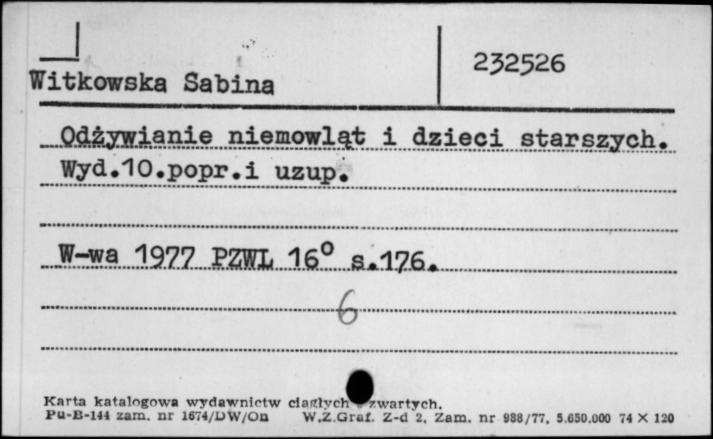 232526
Witkowska Sabina
Odżywianie niemowląt i dzieci starszych.
Wyd.10.popr.i uzup.
W-wa 1977 PZWL 16° s.176.
6
Karta katalogowa wydawnictw ciągłych zwartych.
Pu-B-144 zam. nr 1674/DW/On W.Z.Graf. Z-d 2, Zam. nr 988/77, 5.650.000 74 X 120